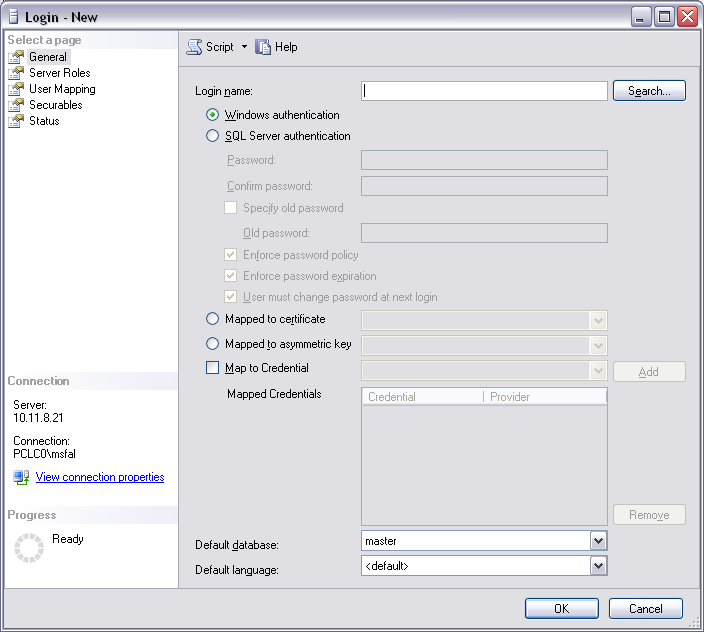 Login - New
Select a page
General
Server Roles
User Mapping
Securables
Status
Script
Help
Login name:
Search...
Windows authentication
SQL Server authentication
Password:
Confirm password:
Specify old password
Old password:
Enforce password policy
Enforce password expiration
User must change password at next login
Mapped to certificate
Mapped to asymmetric key
Map to Credential
Add
Mapped Credentials
Credential
Provider
Remove
Default database:
master
Default language:
<default>
Connection
Server:
10.11.8.21
Connection:
PCLC0\msfal
View connection properties
Progress
Ready
OK
Cancel